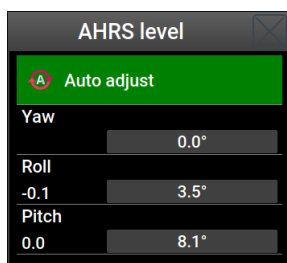 AHRS level
A Auto adjust
Yaw
0.0°
Roll
-0.1 3.5°
Pitch
0.0 8.1°